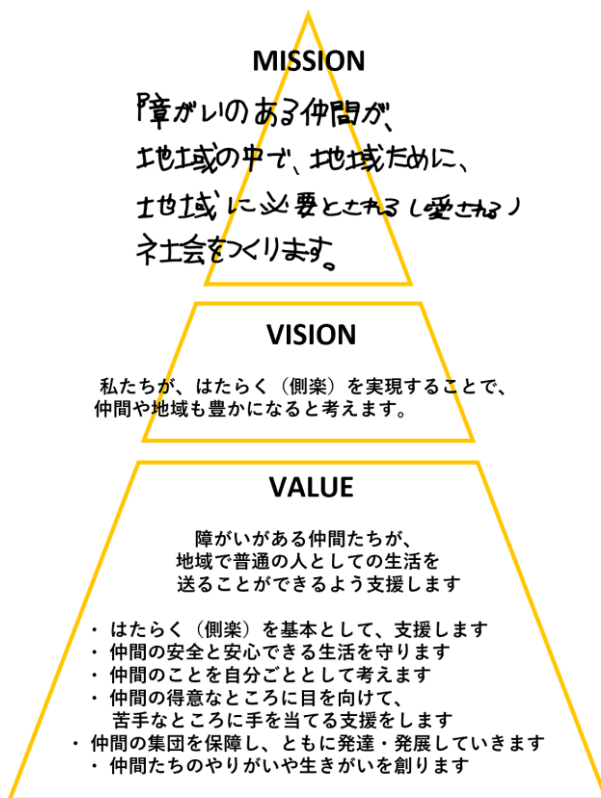 MISSION
障がいのある仲間が、
地域の中で、地域ために、
地域に必要とされる(愛される)
社会をつくります。
VISION
私たちが、はたらく（側楽）を実現することで、
仲間や地域も豊かになると考えます。
VALUE
障がいがある仲間たちが、
地域で普通の人としての生活を
送ることができるよう支援します
・はたらく（側楽）を基本として、支援します
・仲間の安全と安心できる生活を守ります
・仲間のことを自分ごととして考えます
・仲間の得意なところに目を向けて、
苦手なところに手を当てる支援をします
・仲間の集団を保障し、ともに発達・発展していきます
・仲間たちのやりがいや生きがいを創ります